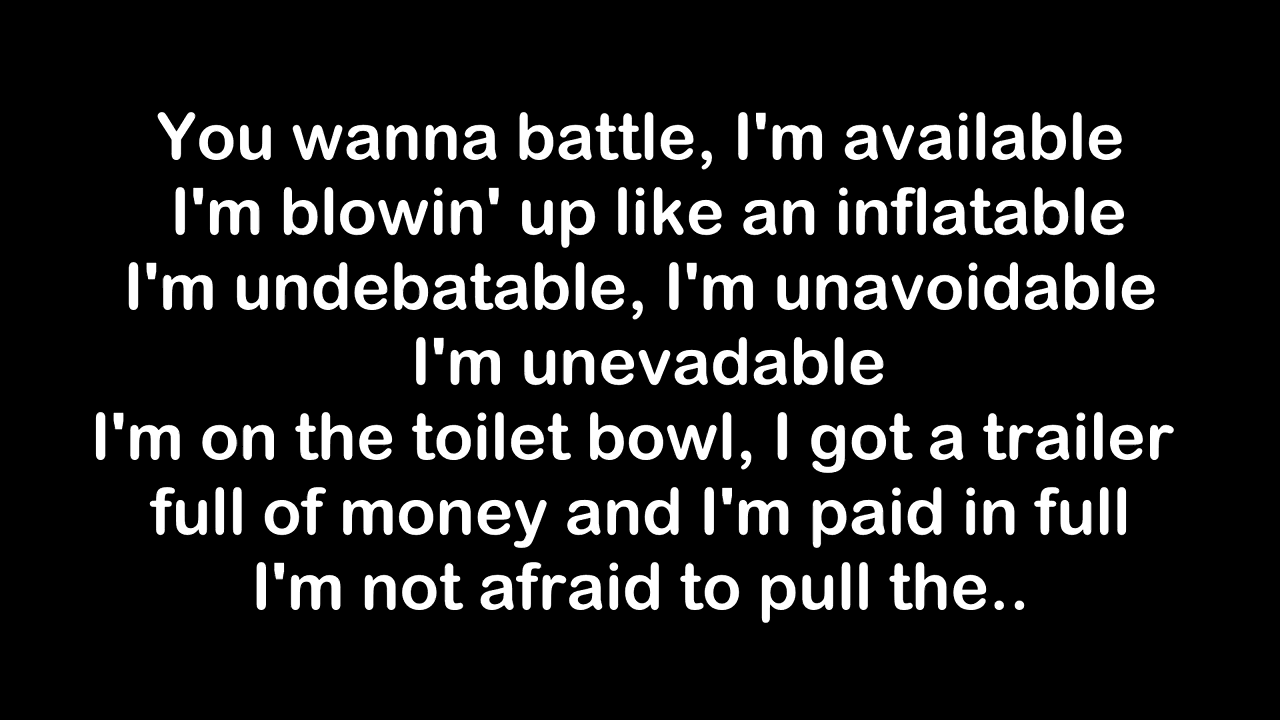 You wanna battle, I'm available
I'm blowin' up like an inflatable
I'm undebatable, I'm unavoidable
I'm unevadable
I'm on the toilet bowl, I got a trailer
full of money and I'm paid in full
I'm not afraid to pull the..